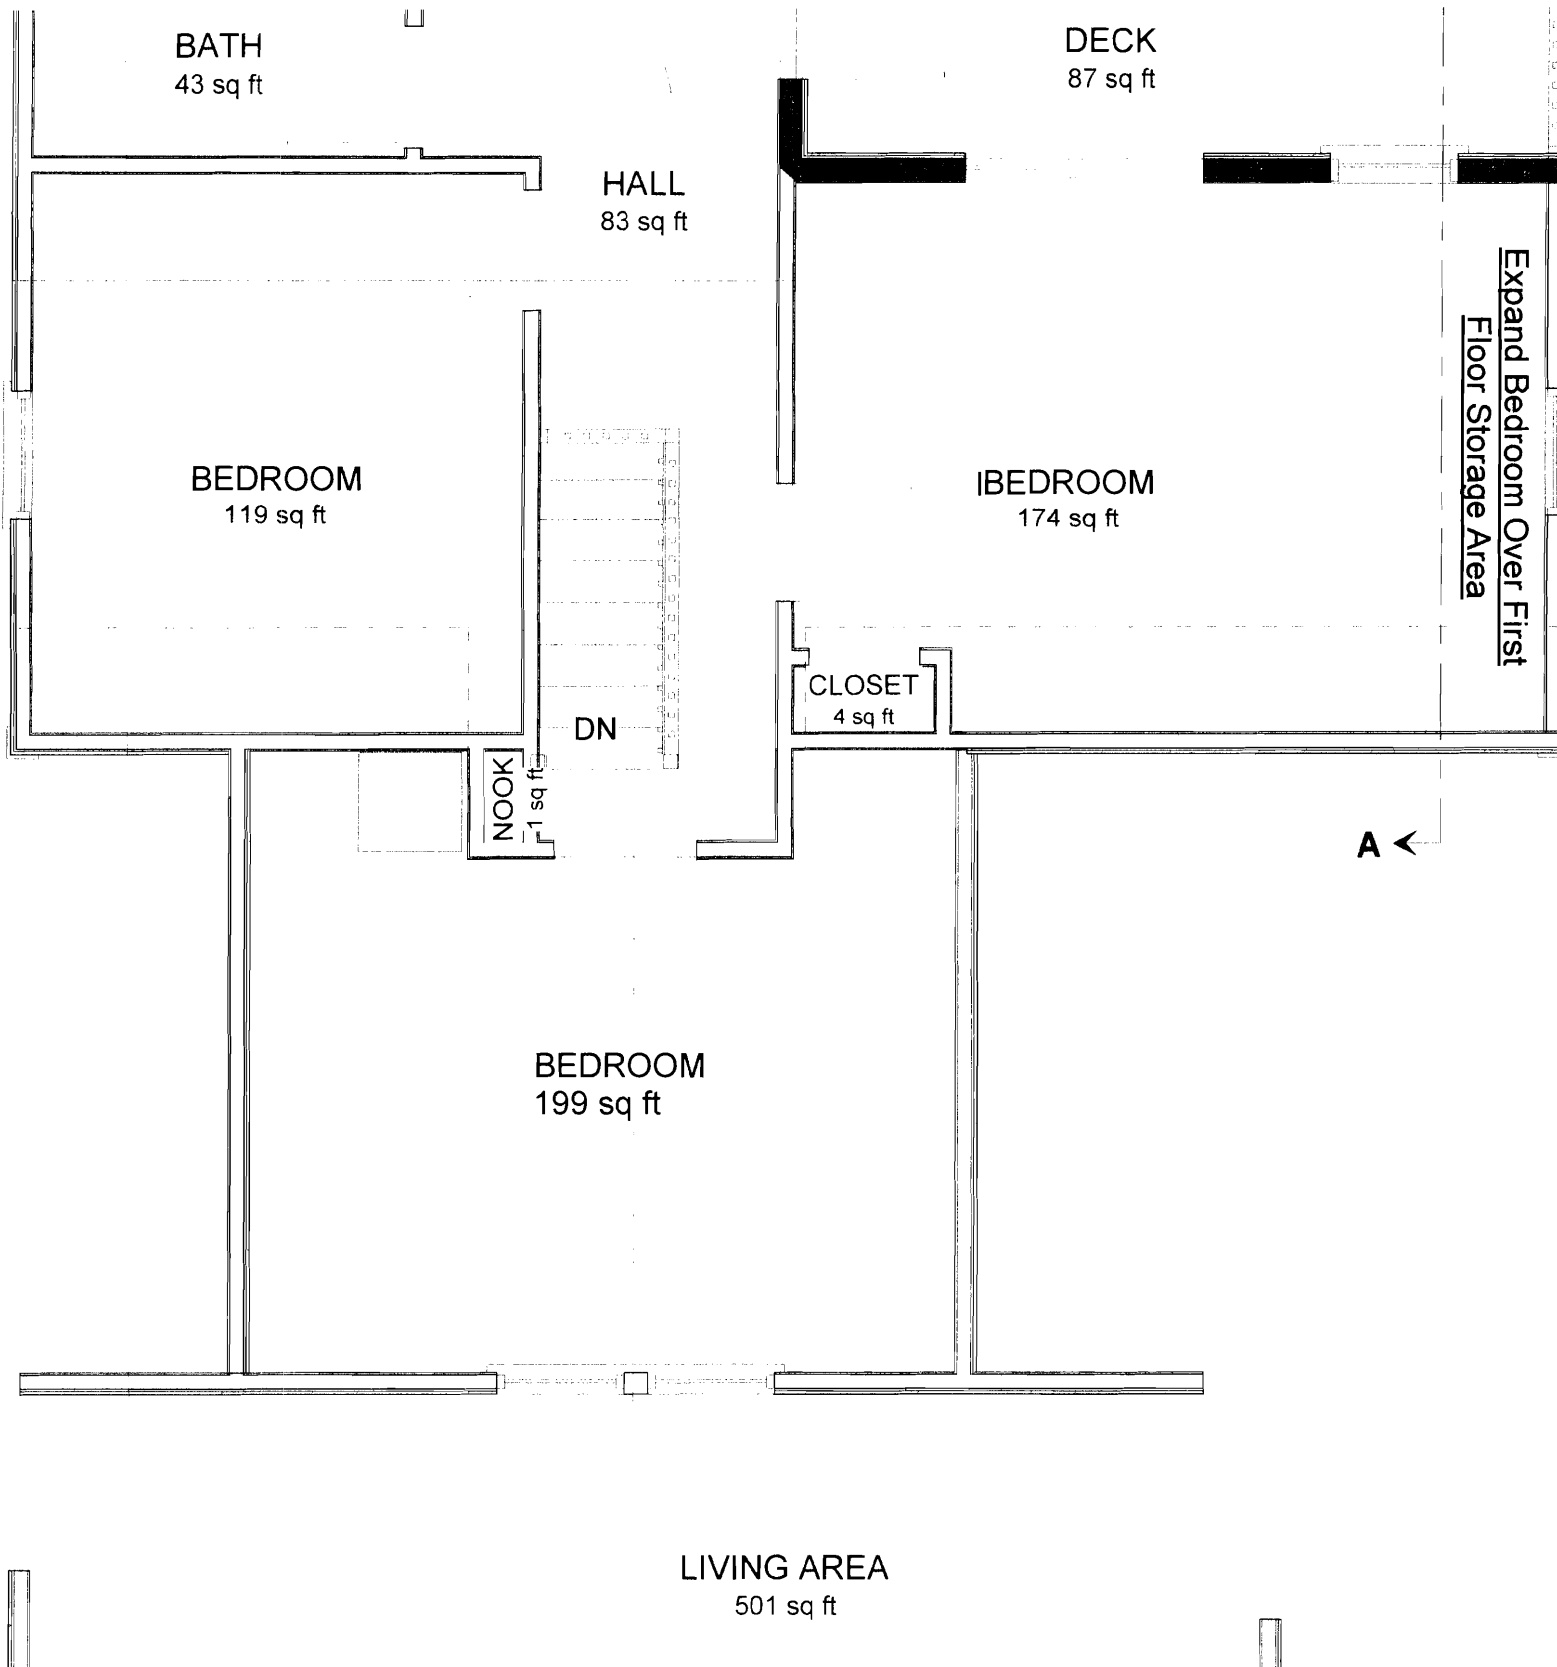 BATH
43 sq ft
DECK
87 sq ft
HALL
83 sq ft
Expand Bedroom Over First
Floor Storage Area
BEDROOM
119 sq ft
BEDROOM
174 sq ft
CLOSET
4 sq ft
DN
NOOK
1 sq ft
A
BEDROOM
199 sq ft
LIVING AREA
501 sq ft